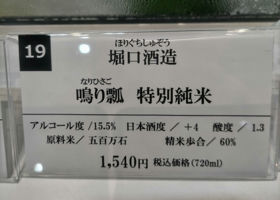 19
ほりぐちしゅぞう
堀口酒造
なりひさご
鳴り瓢 特別純米
アルコール度/15.5% 日本酒度/+4 酸度/1.3
原料米/五百万石 精米歩合/60%
1,540円 税込価格(720ml)